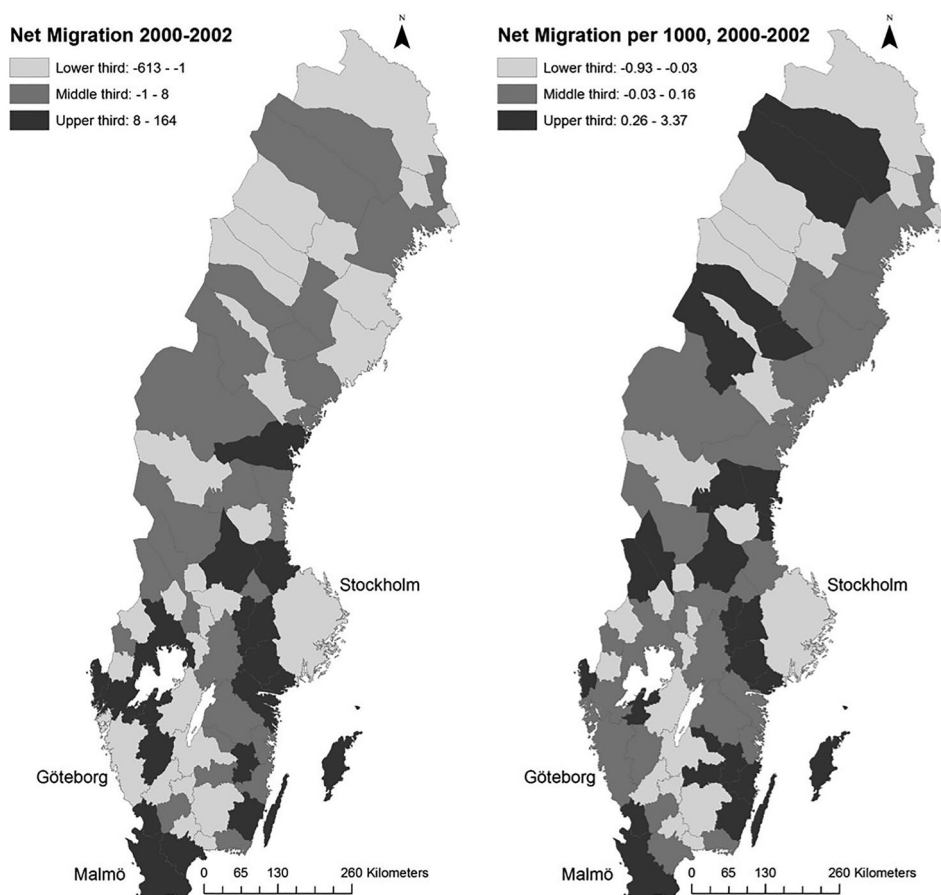 Net Migration 2000-2002
N
Lower third: -613 - -1
Middle third: -1 - 8
Upper third: 8 - 164
Stockholm
Göteborg
Malmö
0 65 130 260 Kilometers
Net Migration per 1000, 2000-2002
N
Lower third: -0.93 - -0.03
Middle third: -0.03 - 0.16
Upper third: 0.26 - 3.37
Stockholm
Göteborg
Malmö
0 65 130 260 Kilometers